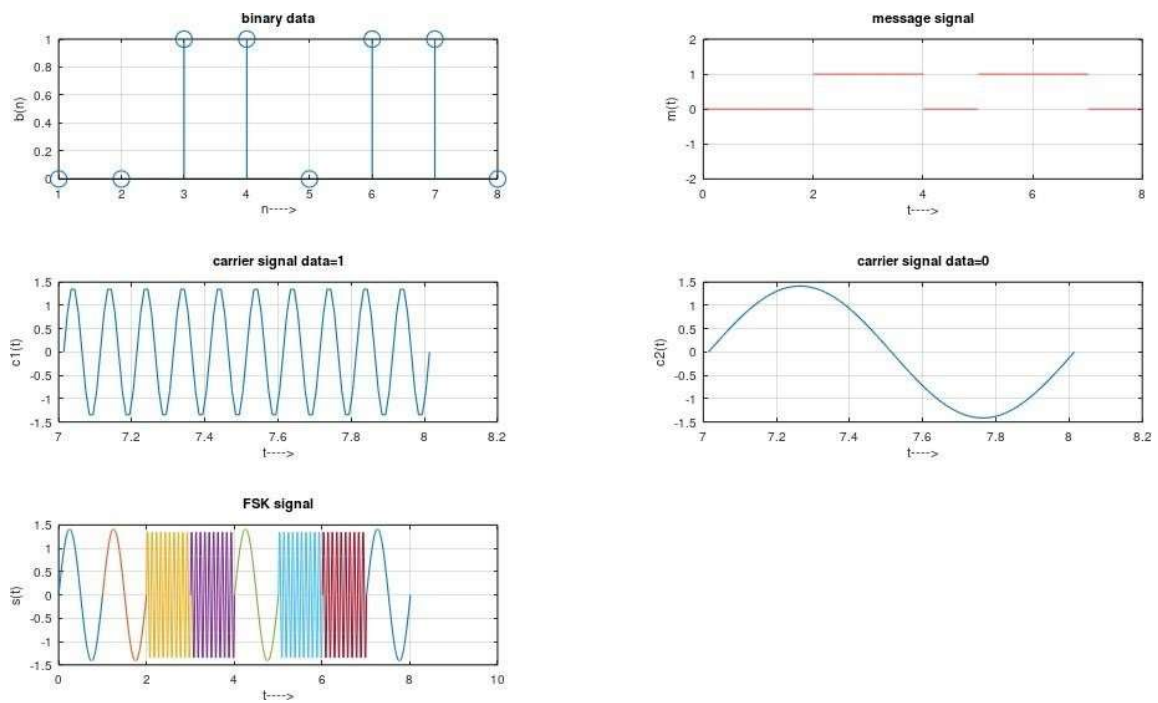 binary data
1
0.8
0.6
0.4
0.2
0
b(n)
1 2 3 4 5 6 7 8
n---->
message signal
2
1
0
-1
-2
m(t)
0 2 4 6 8
t---->
carrier signal data=1
1.5
1
0.5
0
-0.5
-1
-1.5
c1(t)
7 7.2 7.4 7.6 7.8 8 8.2
t---->
carrier signal data=0
1.5
1
0.5
0
-0.5
-1
-1.5
c2(t)
7 7.2 7.4 7.6 7.8 8 8.2
t---->
FSK signal
1.5
1
0.5
0
-0.5
-1
-1.5
s(t)
0 2 4 6 8 10
t---->